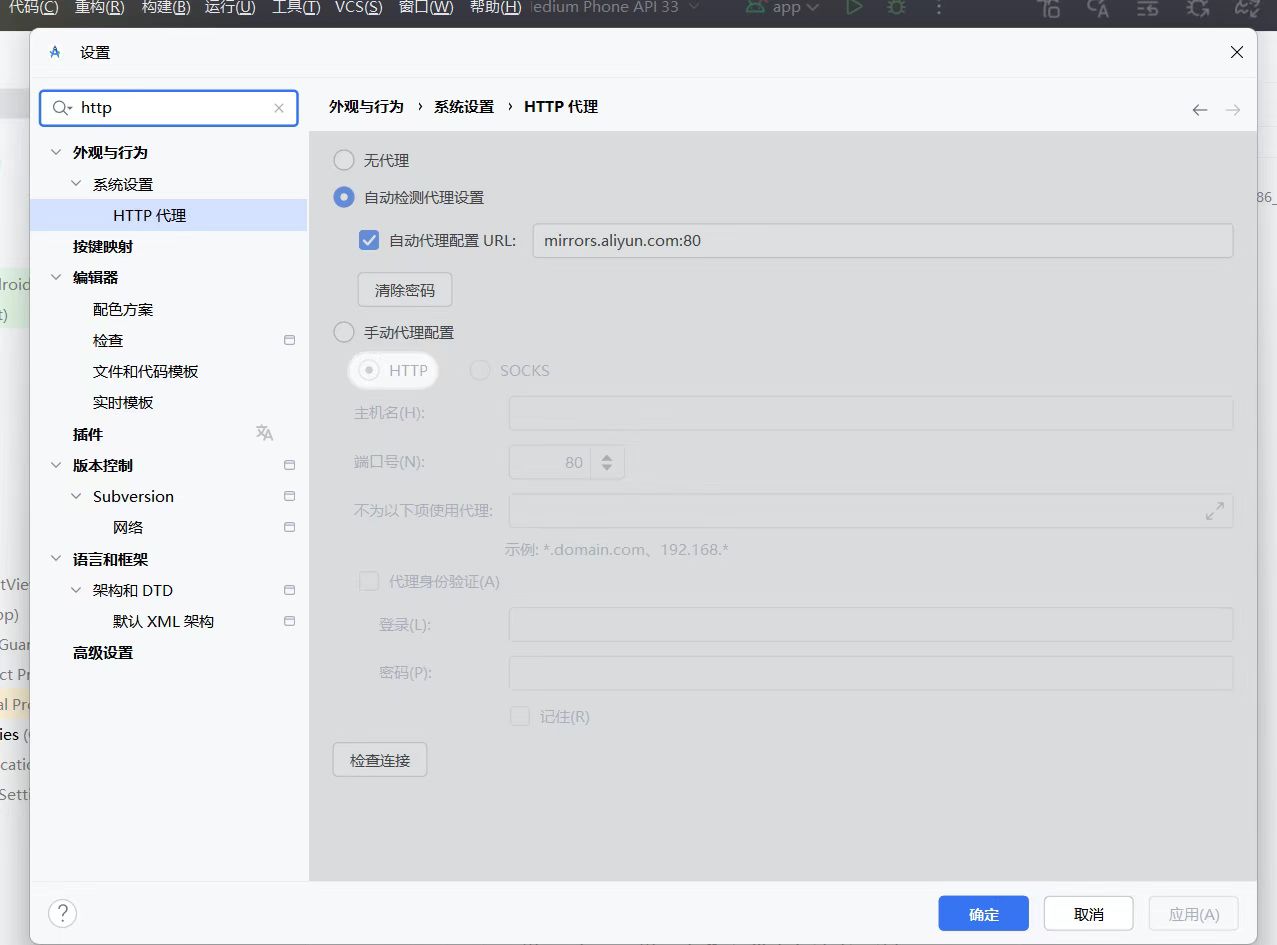 代码(C) 重构(R) 构建(B) 运行(U) 工具(T) VCS(S) 窗口(W) 帮助(H) edium Phone API 33 app
设置
http
外观与行为 › 系统设置 › HTTP 代理
外观与行为
系统设置
HTTP 代理
按键映射
编辑器
配色方案
检查
文件和代码模板
实时模板
插件
版本控制
Subversion
网络
语言和框架
架构和 DTD
默认 XML 架构
高级设置
无代理
自动检测代理设置
自动代理配置 URL: mirrors.aliyun.com:80
清除密码
手动代理配置
HTTP SOCKS
主机名(H):
端口号(N): 80
不为以下项使用代理:
示例: *.domain.com、192.168.*
代理身份验证(A)
登录(L):
密码(P):
记住(R)
检查连接
? 确定 取消 应用(A)
86_
droid
t)
tVie
pp)
Guar
ct Pr
al Pro
ies (
catio
Setti